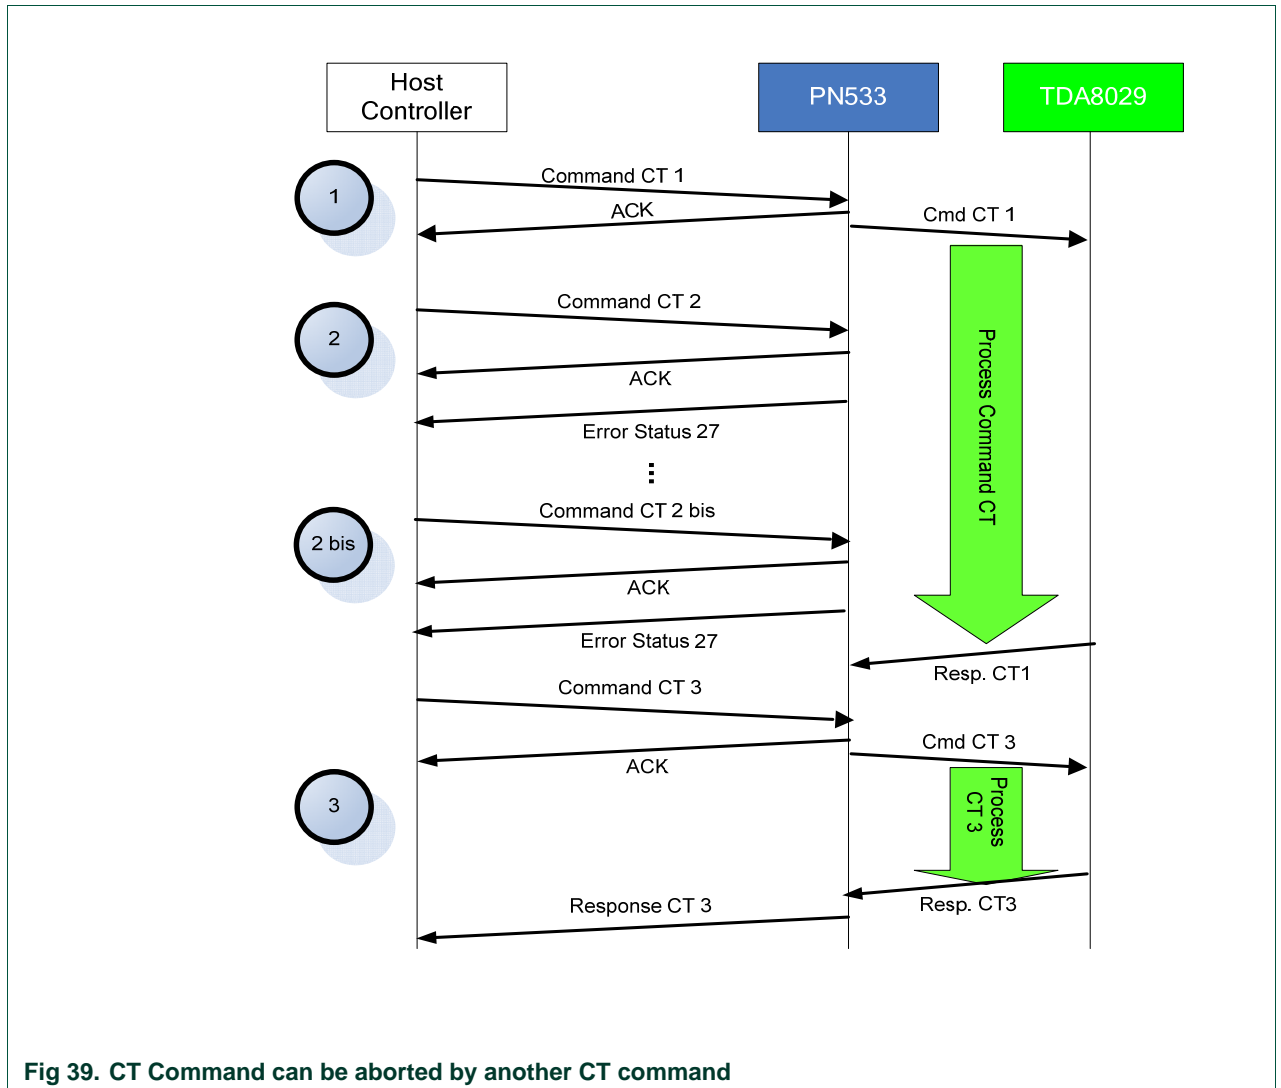 Host
Controller
PN533
TDA8029
1
Command CT 1
ACK
Cmd CT 1
2
Command CT 2
ACK
Error Status 27
Process Command CT
2 bis
Command CT 2 bis
ACK
Error Status 27
Resp. CT1
Command CT 3
ACK
Cmd CT 3
3
Process
CT 3
Resp. CT3
Response CT 3
Fig 39. CT Command can be aborted by another CT command